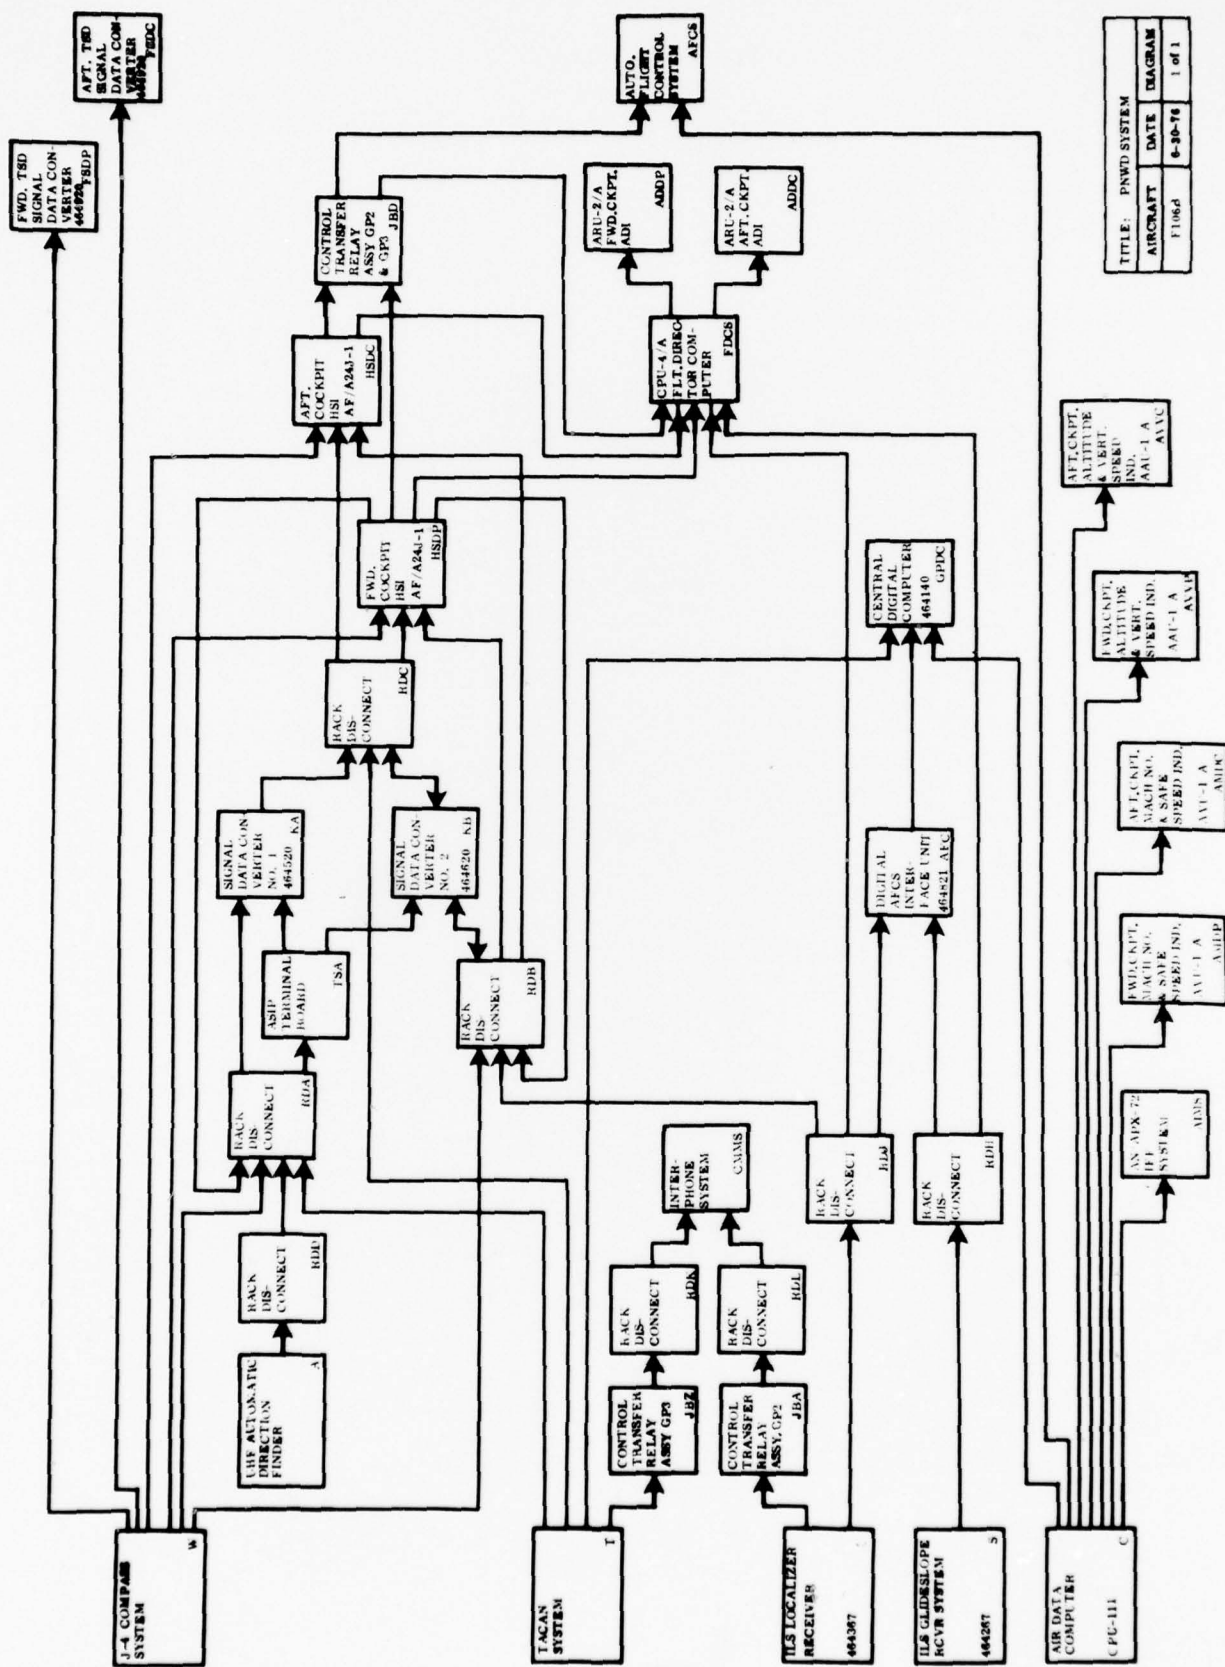 FWD. TSD
SIGNAL
DATA CON-
VERTER
464920
FSDP
AFT. TSD
SIGNAL
DATA CON-
VERTER
FSDC
CONTROL
TRANSFER
RELAY
ASSY GP2
& GP3 JBD
AUTO.
FLIGHT
CONTROL
SYSTEM
AFCS
ARU-2/A
FWD.CKPT.
ADI
ADDP
ARU-2/A
AFT.CKPT.
ADI
ADDC
AFT.
COCKPIT
HSI
AF/A24J-1
HSDC
CPU-4/A
FLT.DIREC-
TOR COM-
PUTER
FDCS
FWD.
COCKPIT
HSI
AF/A24J-1
HSDP
RACK
DIS-
CONNECT
RDC
CENTRAL
DIGITAL
COMPUTER
464140
GPDC
SIGNAL
DATA CON-
VERTER
NO. 1
464520 KA
SIGNAL
DATA CON-
VERTER
NO. 2
464620 KB
DIGITAL
AFCS
INTER-
FACE UNIT
464821 AFC
ASIP
TERMINAL
BOARD
TSA
RACK
DIS-
CONNECT
RDB
RACK
DIS-
CONNECT
RDA
RACK
DIS-
CONNECT
RDD
UHF AUTOMATIC
DIRECTION
FINDER
A
INTER-
PHONE
SYSTEM
CMMS
RACK
DIS-
CONNECT
RDK
RACK
DIS-
CONNECT
RDL
CONTROL
TRANSFER
RELAY
ASSY GP3
JBZ
CONTROL
TRANSFER
RELAY
ASSY. GP2
JBA
RACK
DIS-
CONNECT
RDJ
RACK
DIS-
CONNECT
RDH
J-4 COMPASS
SYSTEM
W
TACAN
SYSTEM
T
ILS LOCALIZER
RECEIVER
464367
ILS GLIDESLOPE
RCVR SYSTEM
464267
S
AIR DATA
COMPUTER
CPU-111
C
AN APX-72
IFF
SYSTEM
AIMS
FWD.CKPT.
MACH NO.
& SAFE
SPEED IND.
AVU-1 A
AMDP
AFT.CKPT.
MACH NO.
& SAFE
SPEED IND.
AVU-1 A
AMDC
FWD.CKPT.
ALTITUDE
& VERT.
SPEED IND.
AAU-1 A
AVVP
AFT.CKPT.
ALTITUDE
& VERT.
SPEED
IND.
AAU-1 A
AVVC
TITLE: PNWD SYSTEM
AIRCRAFT DATE DIAGRAM
F106 6-30-76 1 of 1